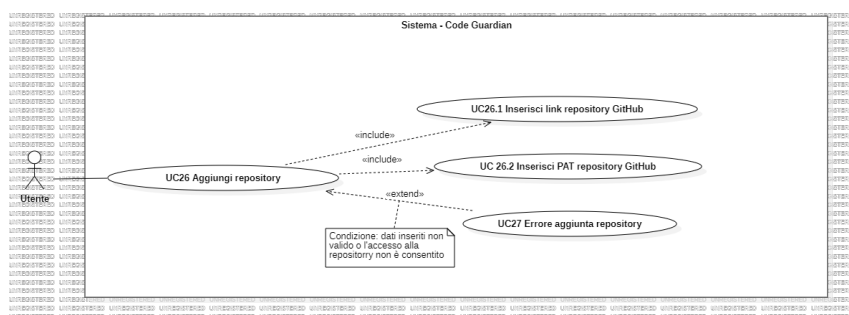 Sistema - Code Guardian
UC26.1 Inserisci link repository GitHub
«include»
«include»
UC 26.2 Inserisci PAT repository GitHub
UC26 Aggiungi repository
Utente
«extend»
UC27 Errore aggiunta repository
Condizione: dati inseriti non
valido o l'accesso alla
repositorry non è consentito